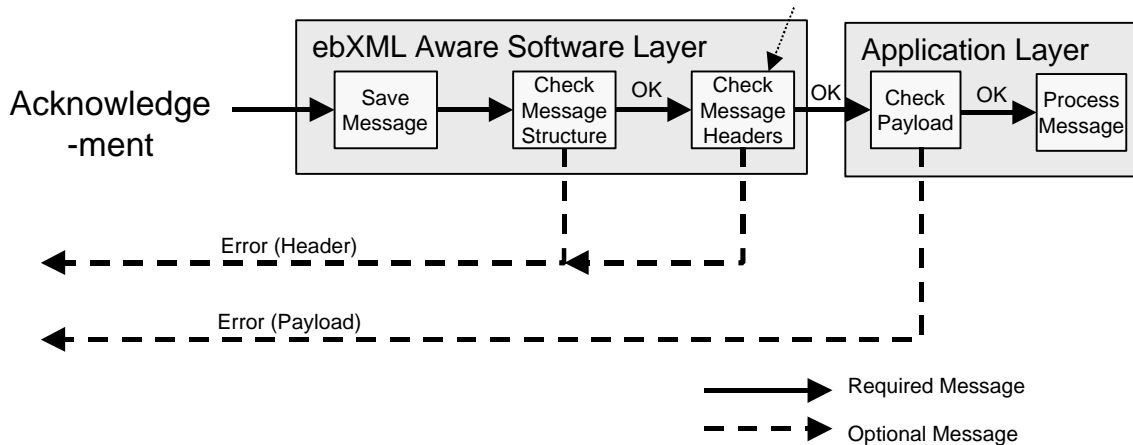 ebXML Aware Software Layer
Application Layer
Acknowledge
-ment
Save
Message
Check
Message
Structure
OK
Check
Message
Headers
OK
Check
Payload
OK
Process
Message
Error (Header)
Error (Payload)
Required Message
Optional Message